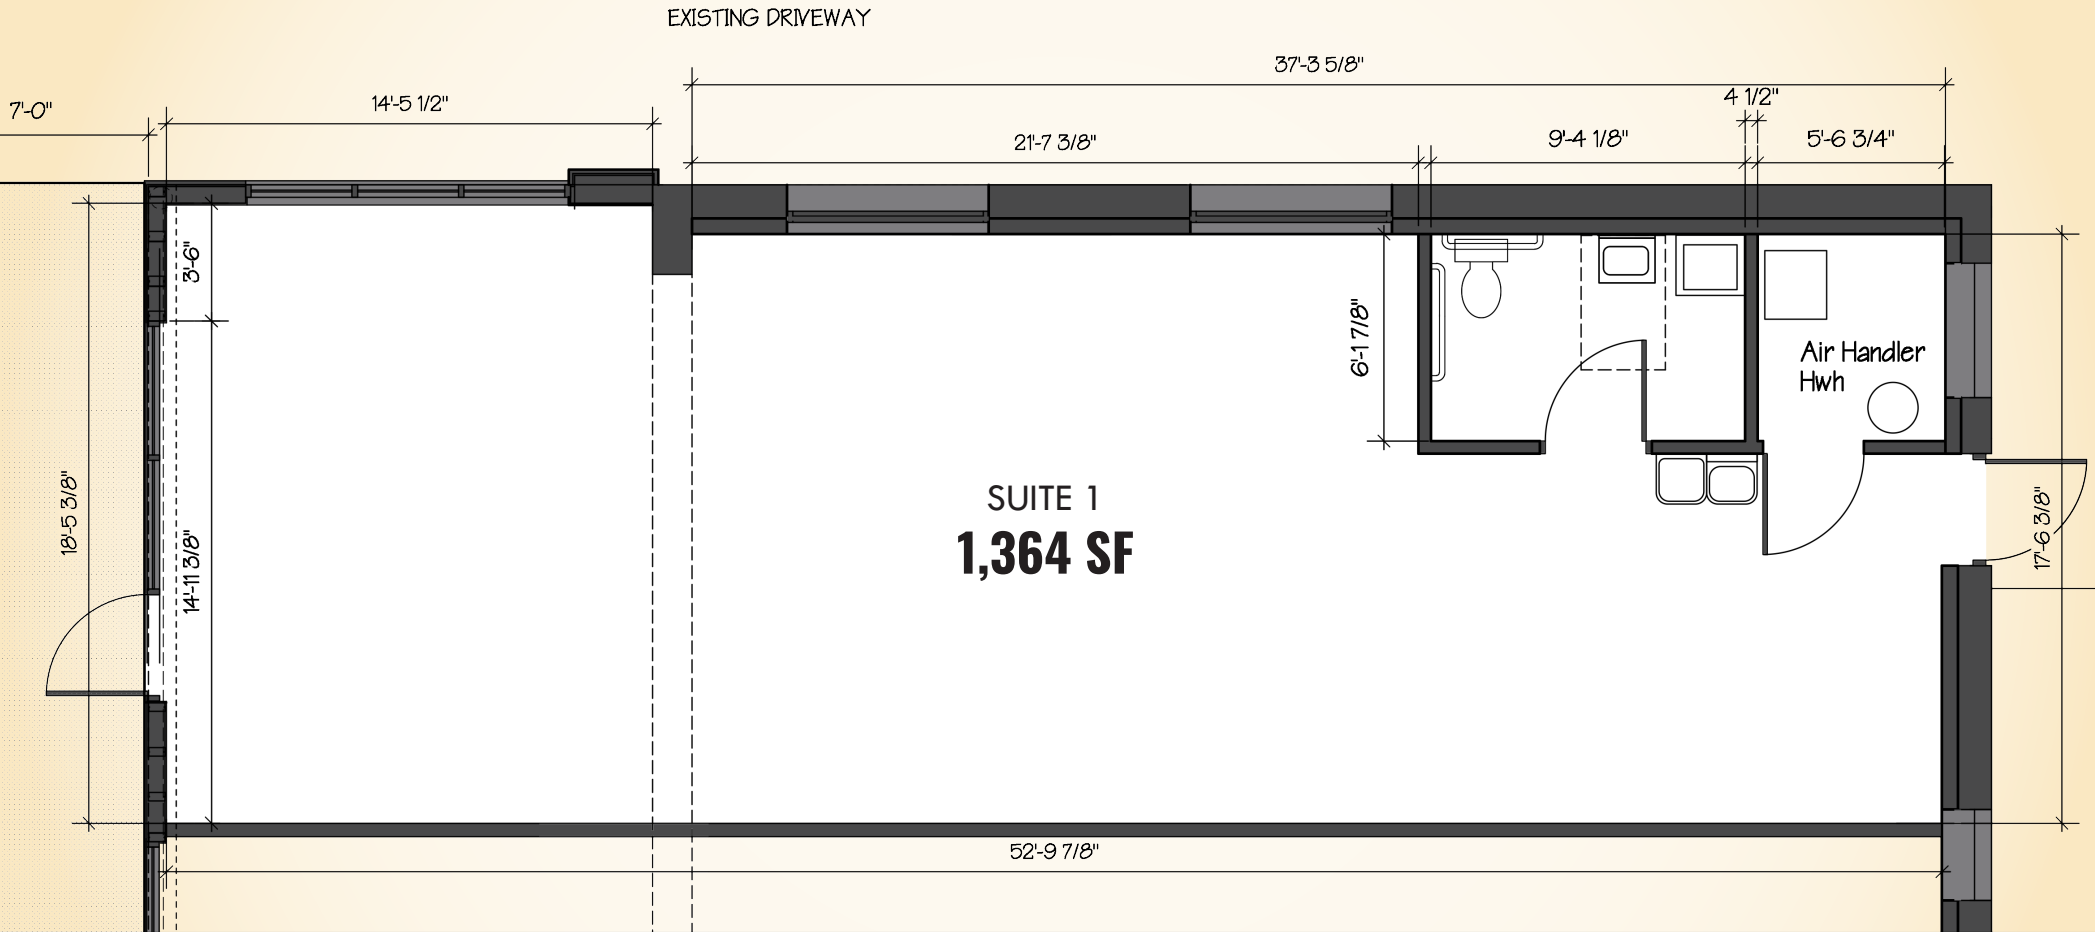 EXISTING DRIVEWAY
37'-3 5/8"
7'-0"
14'-5 1/2"
4 1/2"
21'-7 3/8"
9'-4 1/8"
5'-6 3/4"
3'-6"
6'-1 7/8"
Air Handler
Hwh
18'-5 3/8"
14'-11 3/8"
SUITE 1
1,364 SF
17'-6 3/8"
52'-9 7/8"